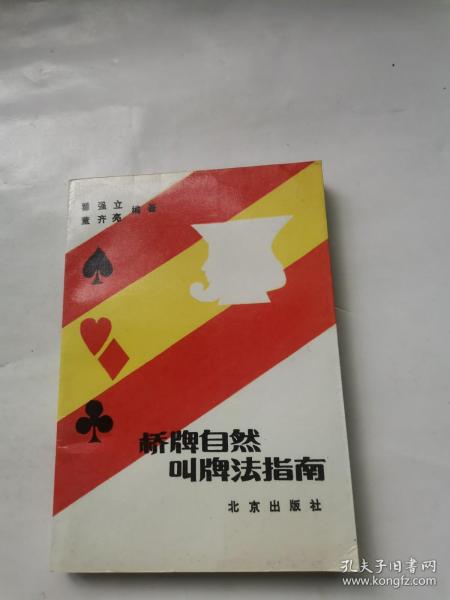 瞿强立
董齐亮
编著
桥牌自然
叫牌法指南
北京出版社
孔夫子旧书网
www.kongfz.com